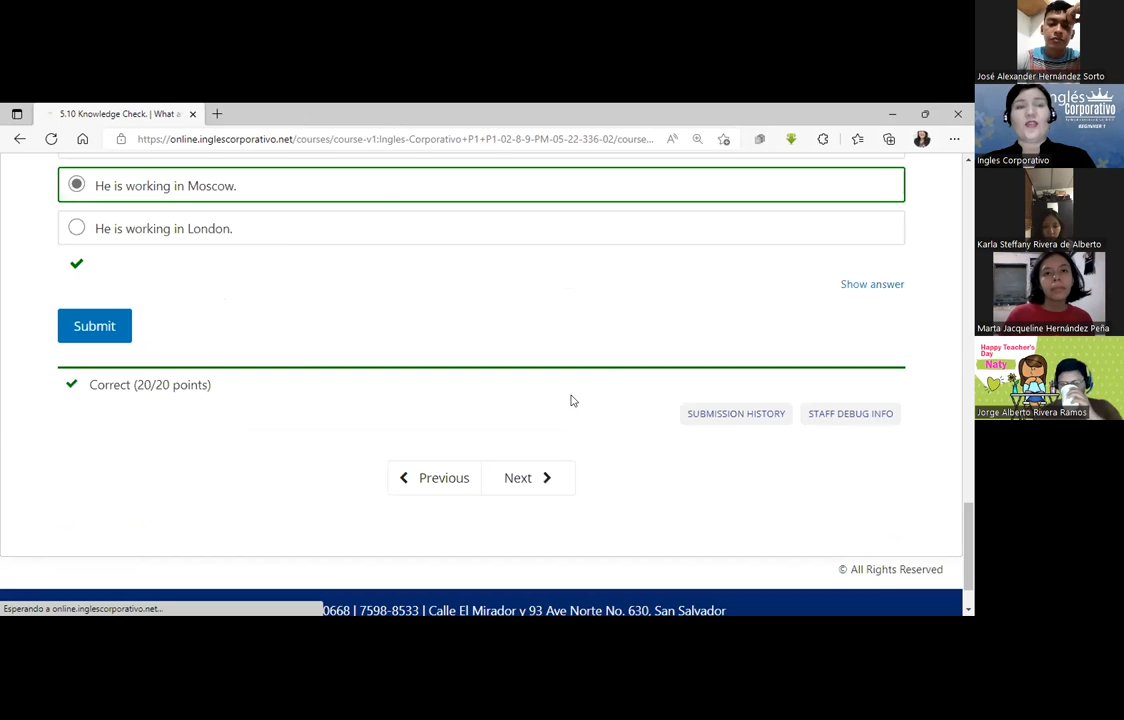 5.10 Knowledge Check. | What a
https://online.inglescorporativo.net/courses/course-v1:Ingles-Corporativo+P1+P1-02-8-9-PM-05-22-336-02/course...
He is working in Moscow.
He is working in London.
Show answer
Submit
Correct (20/20 points)
SUBMISSION HISTORY
STAFF DEBUG INFO
Previous
Next
© All Rights Reserved
Esperando a online.inglescorporativo.net...
0668 | 7598-8533 | Calle El Mirador y 93 Ave Norte No. 630, San Salvador
José Alexander Hernández Sorto
Inglés
Corporativo
BEGINNER 1
Ingles Corporativo
Karla Steffany Rivera de Alberto
Marta Jacqueline Hernández Peña
Happy Teacher's
Day
Naty
Jorge Alberto Rivera Ramos